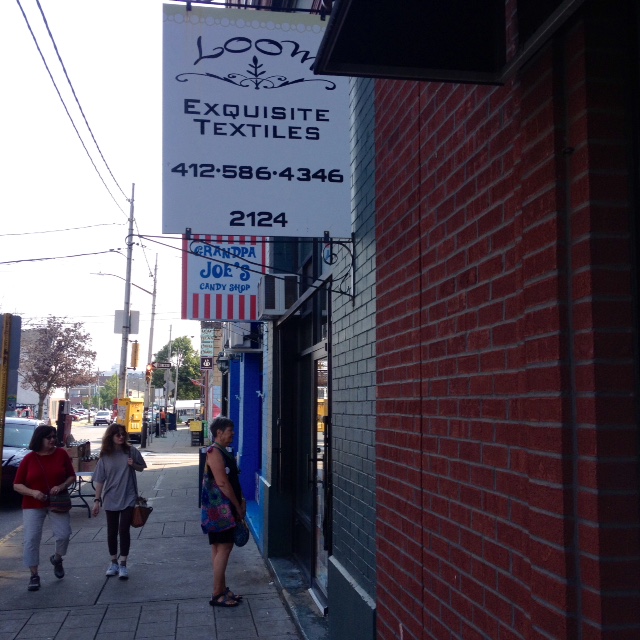 LOOM
EXQUISITE
TEXTILES
412·586·4346
2124
GRANDPA
JOE'S
CANDY SHOP